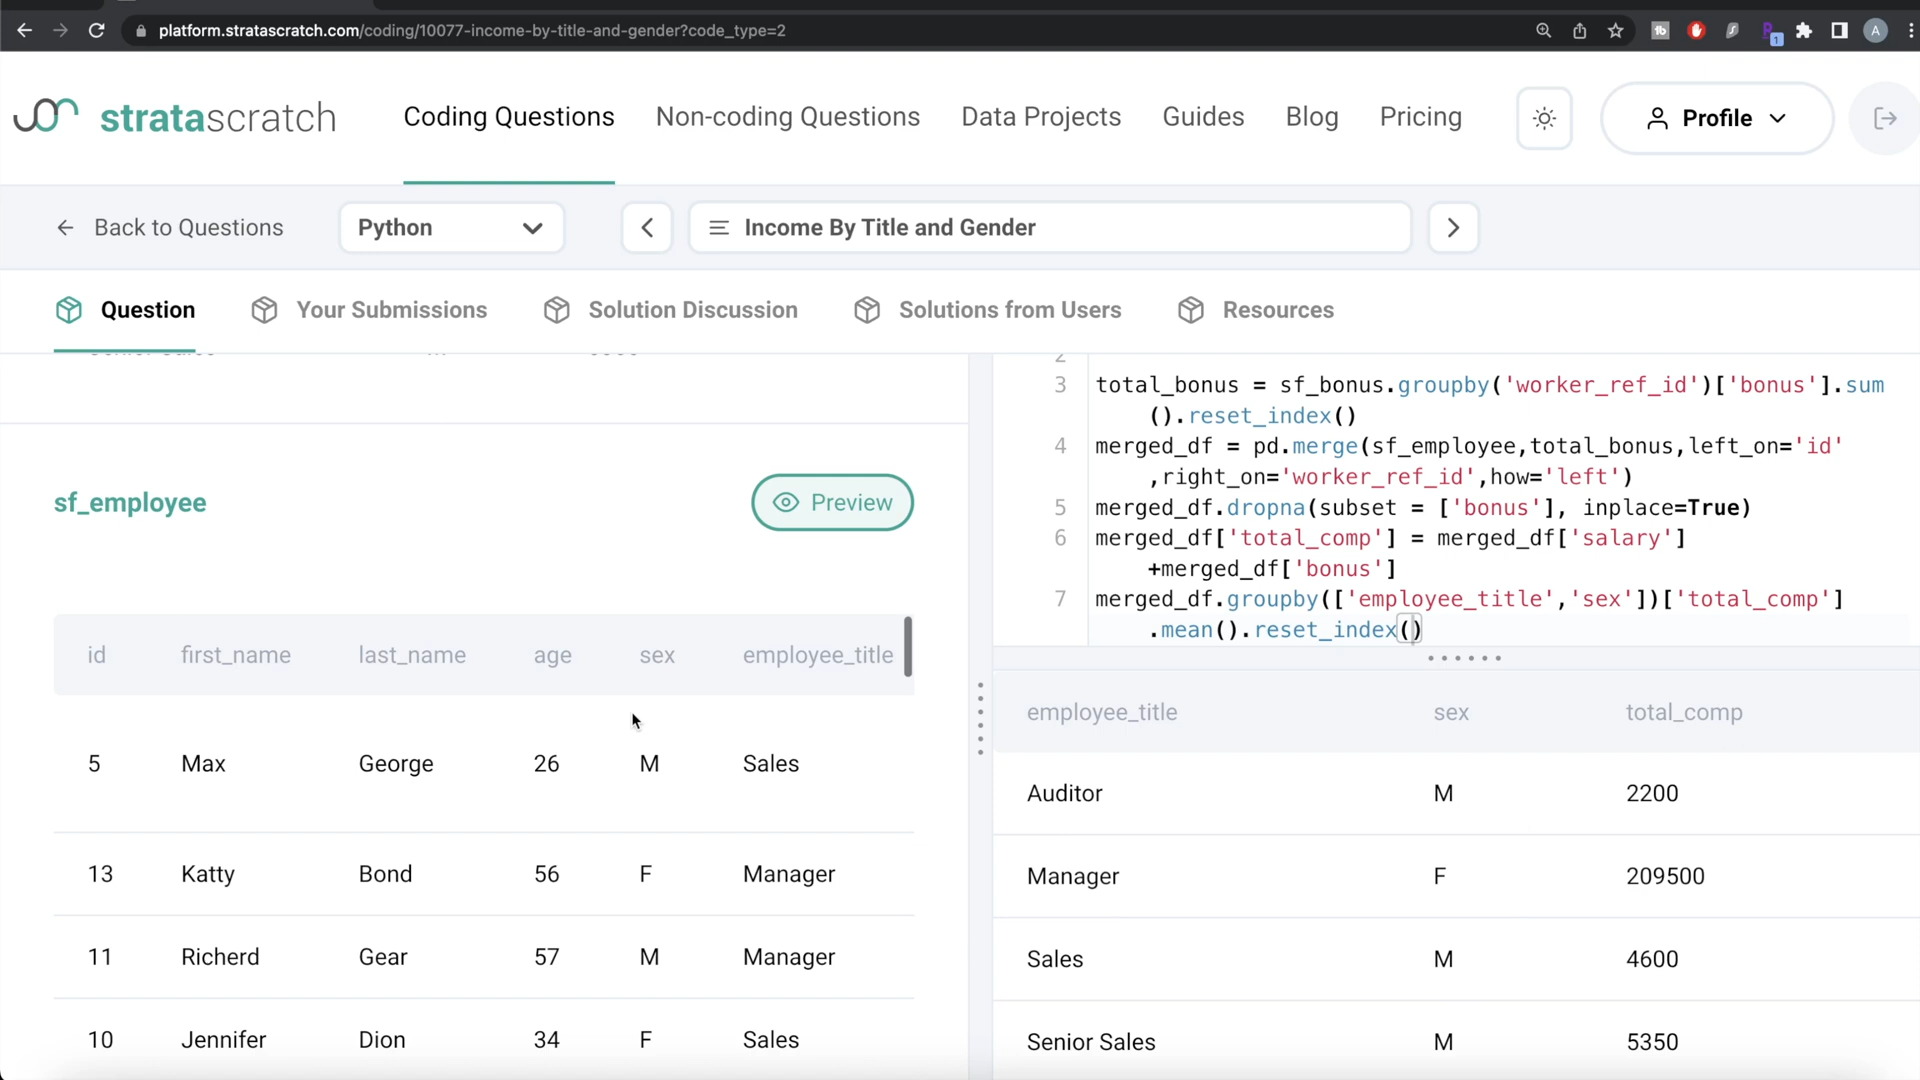 platform.stratascratch.com/coding/10077-income-by-title-and-gender?code_type=2
tb
1
A
stratascratch
Coding Questions
Non-coding Questions
Data Projects
Guides
Blog
Pricing
Profile
Back to Questions
Python
Income By Title and Gender
Question
Your Submissions
Solution Discussion
Solutions from Users
Resources
sf_employee
Preview
id first_name last_name age sex employee_title
5 Max George 26 M Sales
13 Katty Bond 56 F Manager
11 Richerd Gear 57 M Manager
10 Jennifer Dion 34 F Sales
2
3 total_bonus = sf_bonus.groupby('worker_ref_id')['bonus'].sum
().reset_index()
4 merged_df = pd.merge(sf_employee,total_bonus,left_on='id'
,right_on='worker_ref_id',how='left')
5 merged_df.dropna(subset = ['bonus'], inplace=True)
6 merged_df['total_comp'] = merged_df['salary']
+merged_df['bonus']
7 merged_df.groupby(['employee_title','sex'])['total_comp']
.mean().reset_index()
employee_title sex total_comp
Auditor M 2200
Manager F 209500
Sales M 4600
Senior Sales M 5350